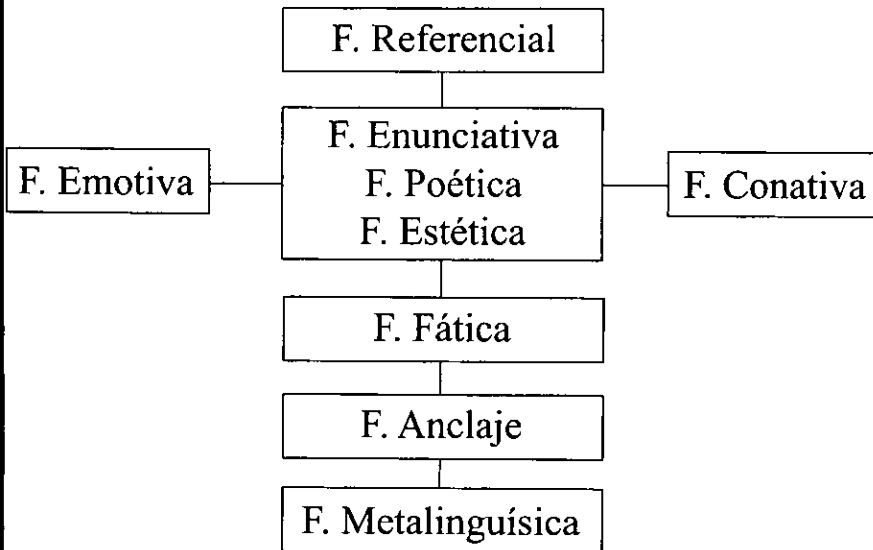 F. Referencial
F. Enunciativa
F. Emotiva
F. Poética
F. Conativa
F. Estética
F. Fática
F. Anclaje
F. Metalinguísica